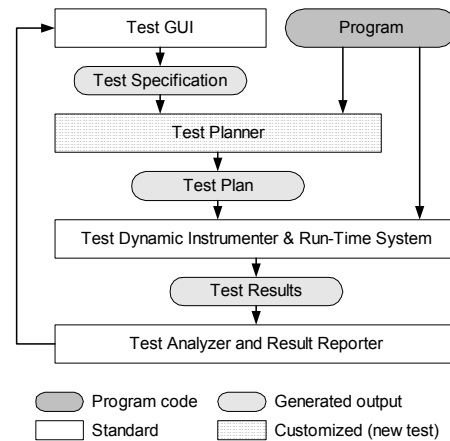 Test GUI
Program
Test Specification
Test Planner
Test Plan
Test Dynamic Instrumenter & Run-Time System
Test Results
Test Analyzer and Result Reporter
Program code
Generated output
Standard
Customized (new test)